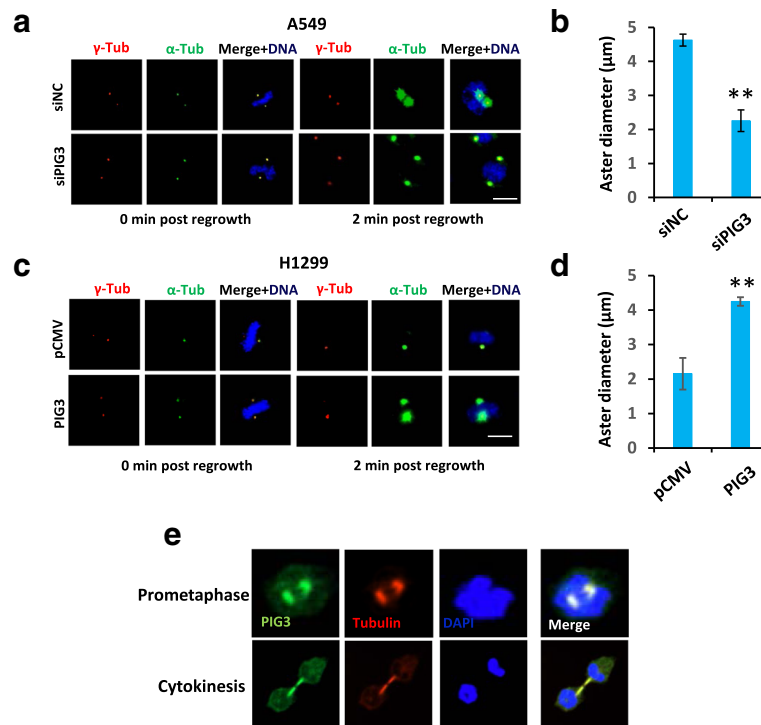 a
A549
γ-Tub α-Tub Merge+DNA γ-Tub α-Tub Merge+DNA
siNC
siPIG3
0 min post regrowth 2 min post regrowth
b
Aster diameter (μm)
5
4
3
2
1
0
**
siNC siPIG3
c
H1299
γ-Tub α-Tub Merge+DNA γ-Tub α-Tub Merge+DNA
pCMV
PIG3
0 min post regrowth 2 min post regrowth
d
Aster diameter (μm)
5
4
3
2
1
0
**
pCMV PIG3
e
Prometaphase
PIG3 Tubulin DAPI Merge
Cytokinesis